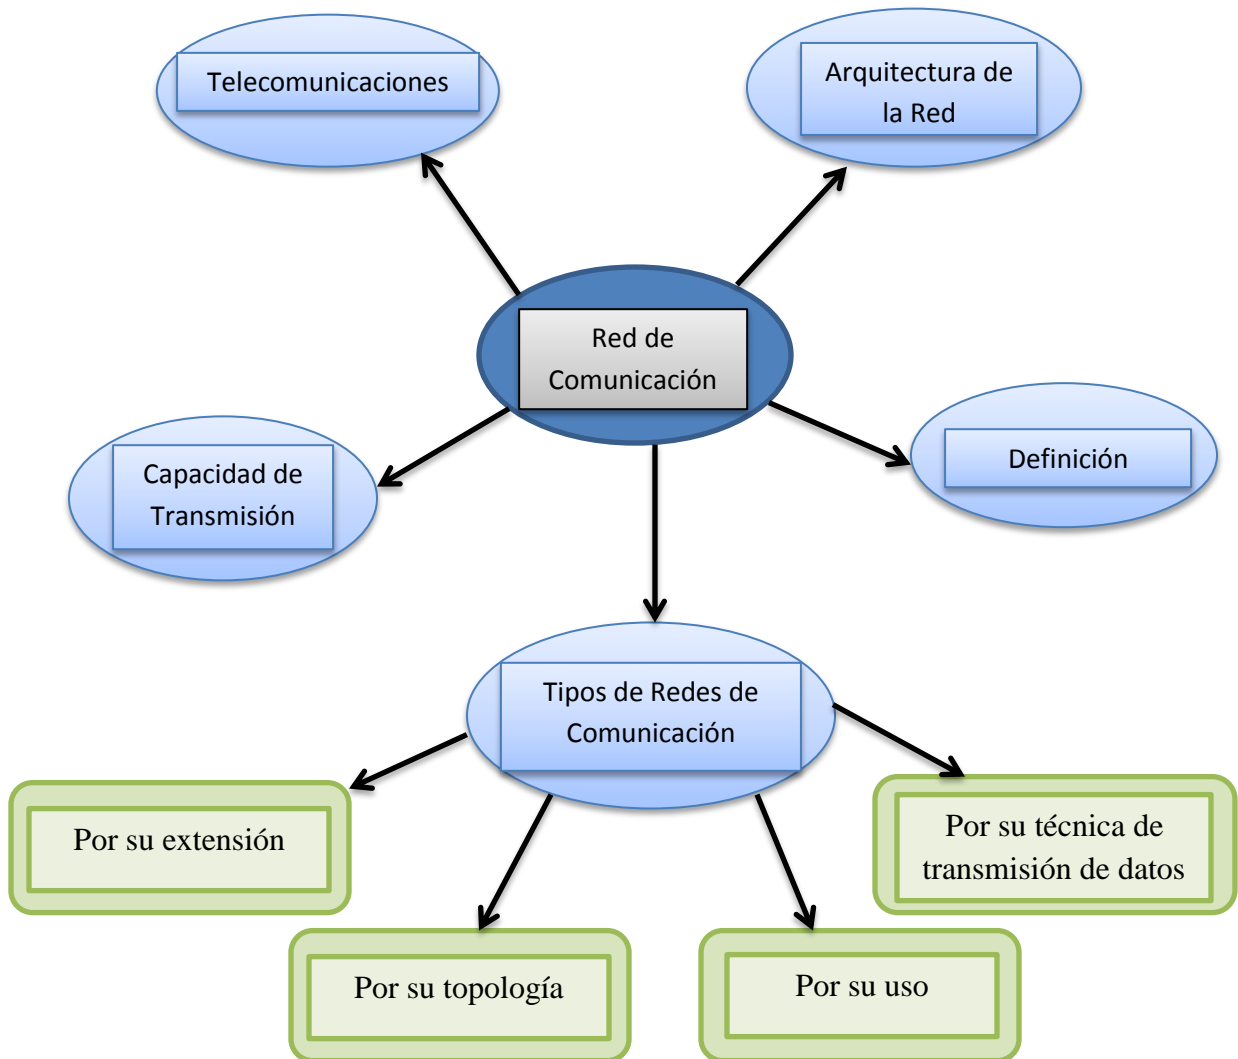 Telecomunicaciones
Arquitectura de
la Red
Red de
Comunicación
Capacidad de
Transmisión
Definición
Tipos de Redes de
Comunicación
Por su extensión
Por su técnica de
transmisión de datos
Por su topología
Por su uso